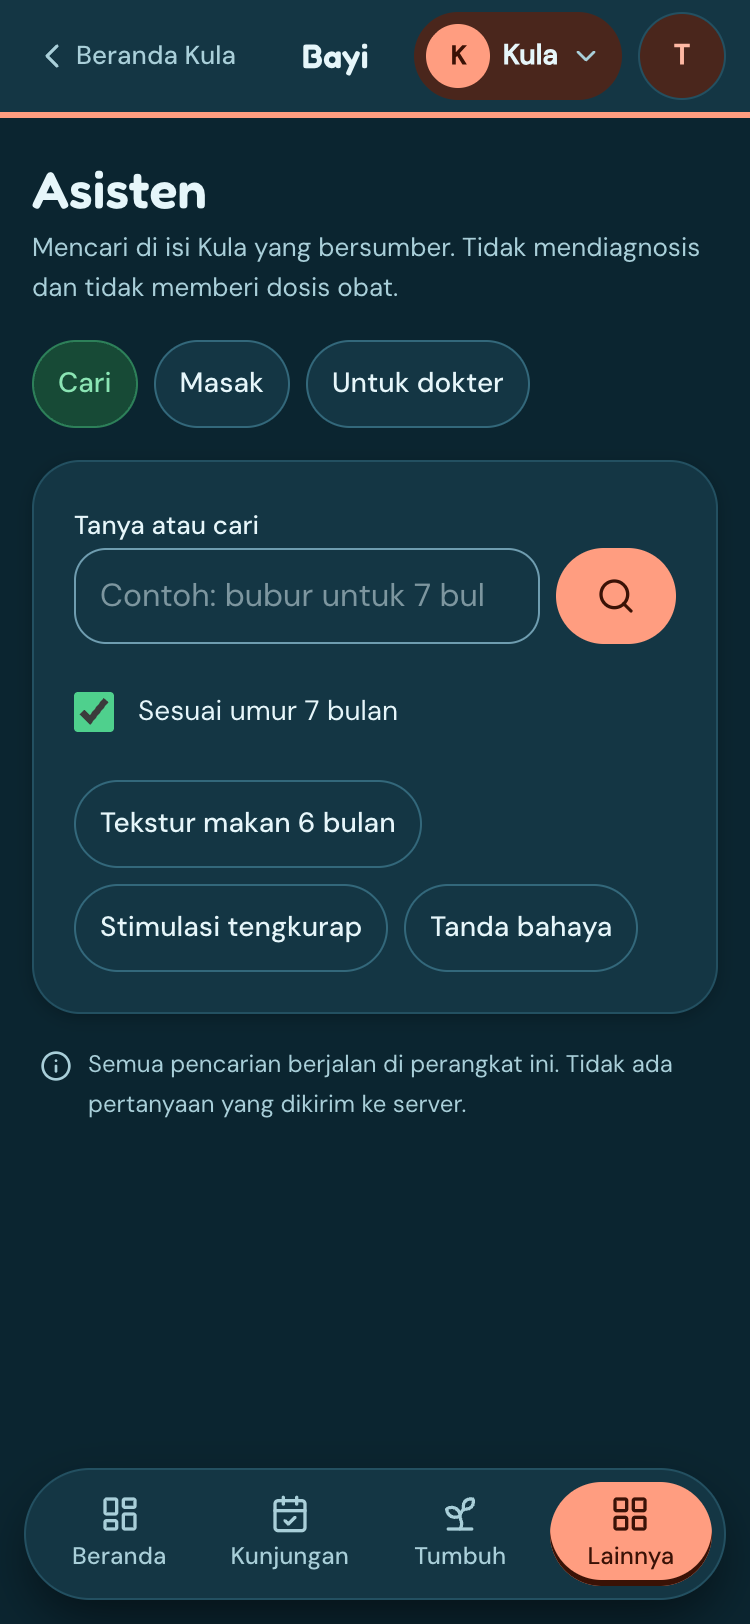 Beranda Kula
Bayi
K Kula
T
Asisten
Mencari di isi Kula yang bersumber. Tidak mendiagnosis
dan tidak memberi dosis obat.
Cari
Masak
Untuk dokter
Tanya atau cari
Contoh: bubur untuk 7 bul
Sesuai umur 7 bulan
Tekstur makan 6 bulan
Stimulasi tengkurap
Tanda bahaya
Semua pencarian berjalan di perangkat ini. Tidak ada
pertanyaan yang dikirim ke server.
Beranda
Kunjungan
Tumbuh
Lainnya